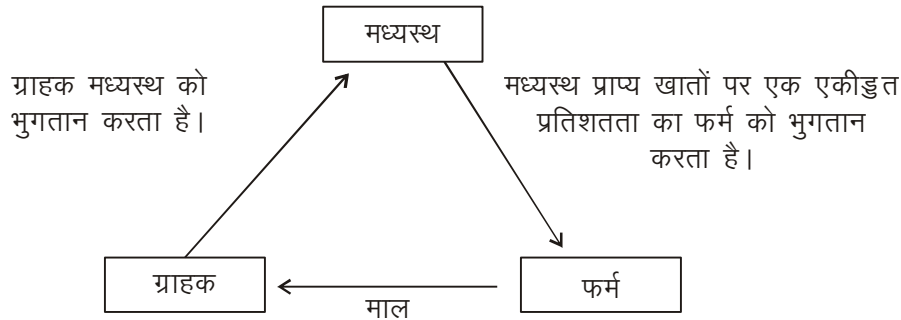 मध्यस्थ
ग्राहक मध्यस्थ को
भुगतान करता है।
मध्यस्थ प्राप्य खातों पर एक एकीड्डत
प्रतिशतता का फर्म को भुगतान
करता है।
ग्राहक
माल
फर्म